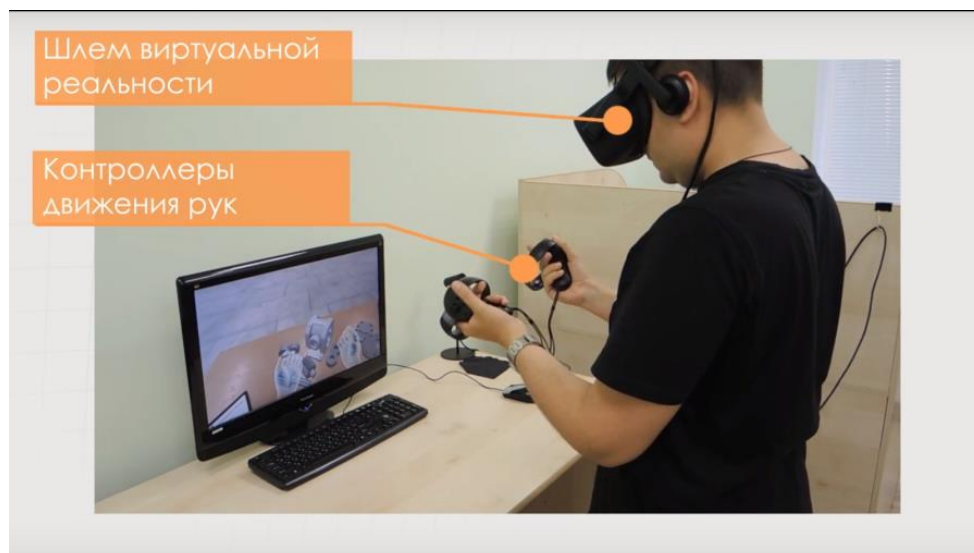 Шлем виртуальной
реальности
Контроллеры
движения рук